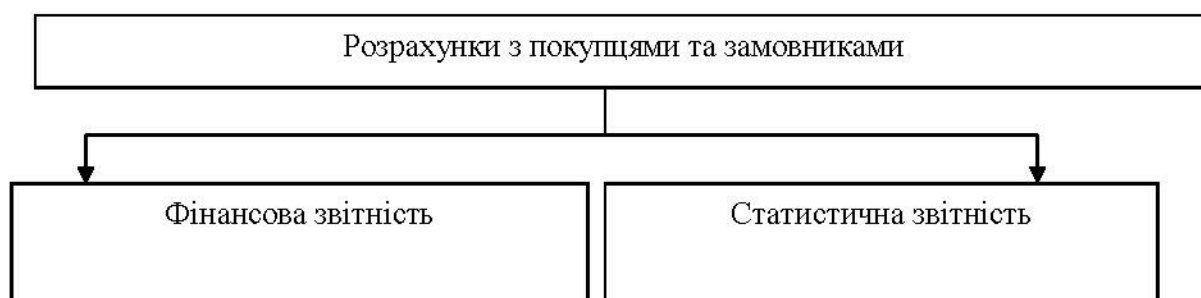 Розрахунки з покупцями та замовниками
Фінансова звітність
Статистична звітність